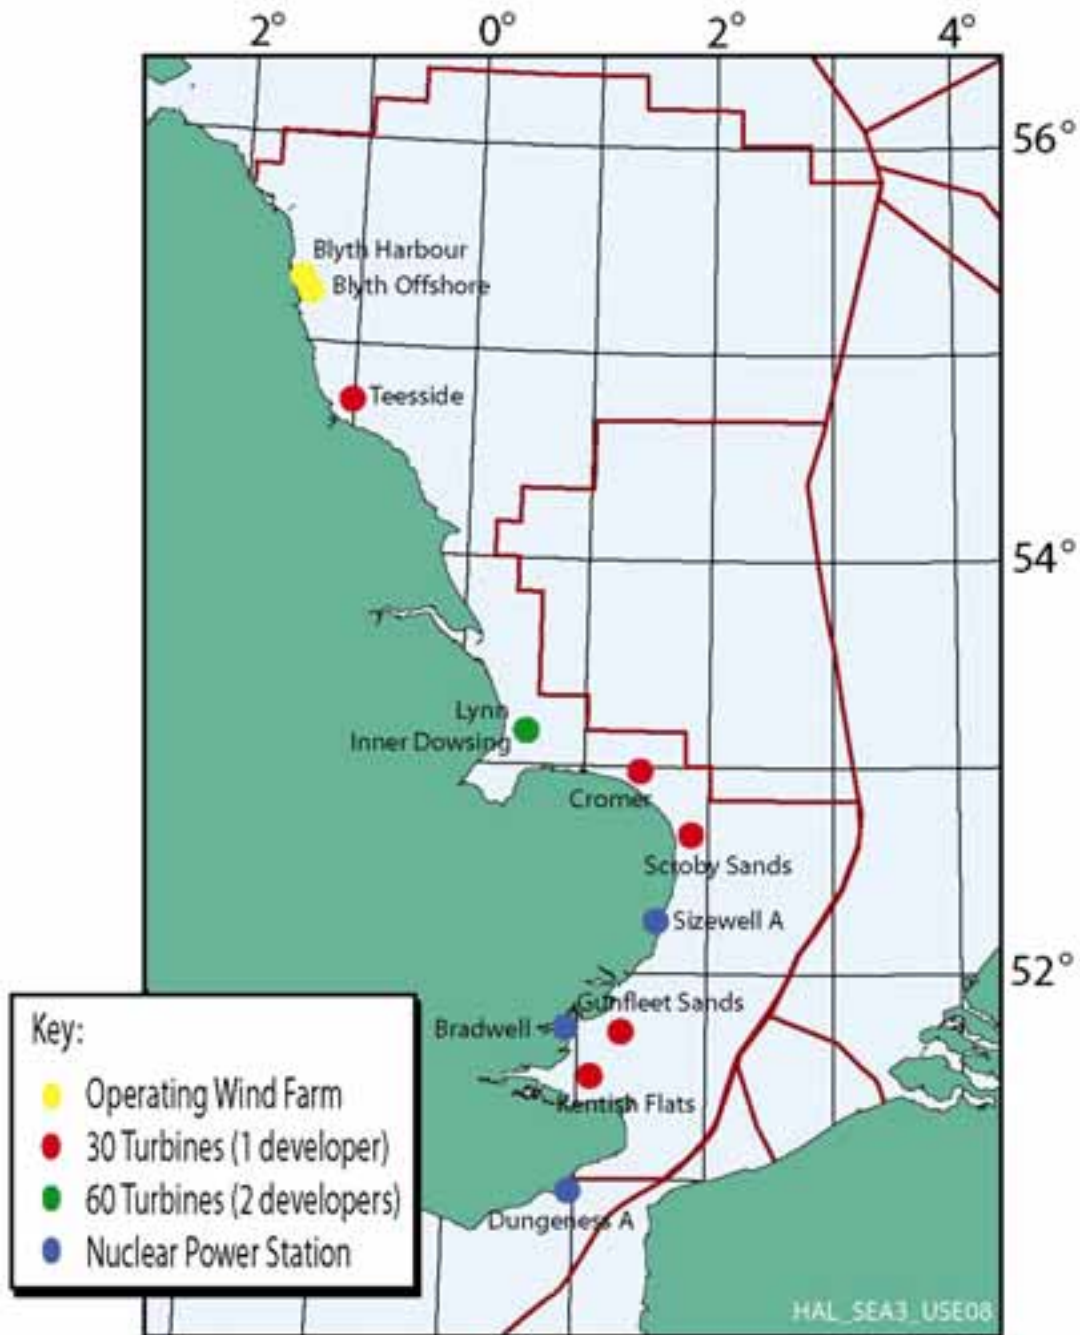 2° 0° 2° 4°
56°
Blyth Harbour
Blyth Offshore
Teesside
54°
Lynn
Inner Dowsing
Cromer
Scroby Sands
Sizewell A
52°
Gunfleet Sands
Bradwell
Kentish Flats
Dungeness A
Key:
Operating Wind Farm
30 Turbines (1 developer)
60 Turbines (2 developers)
Nuclear Power Station
HAL_SEA3_USE08